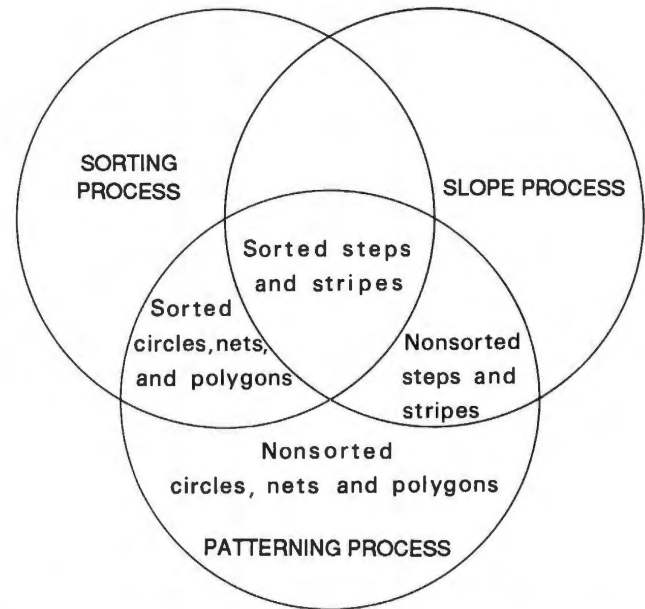 SORTING
PROCESS
SLOPE PROCESS
Sorted steps
and stripes
Sorted
circles, nets,
and polygons
Nonsorted
steps and
stripes
Nonsorted
circles, nets and polygons
PATTERNING PROCESS